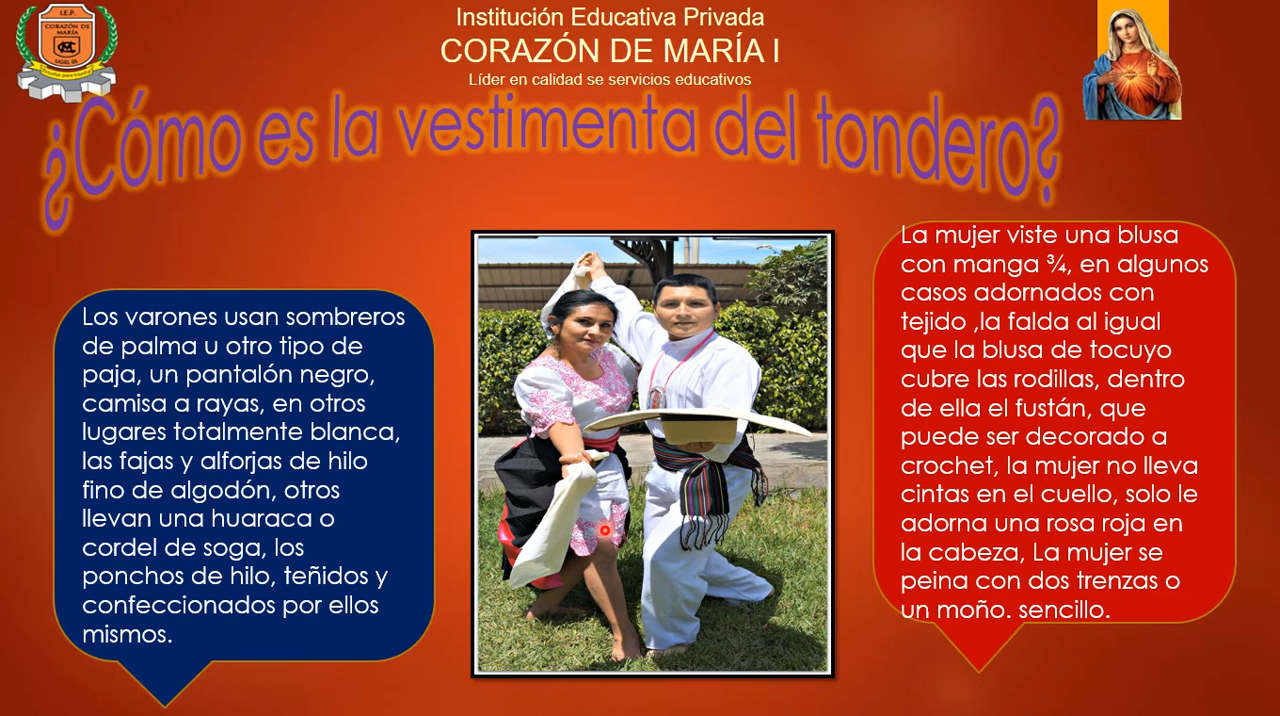 I.E.P.
CORAZÓN DE
MARÍA
UGEL 05
Institución Educativa Privada
CORAZÓN DE MARÍA I
Líder en calidad se servicios educativos
¿Cómo es la vestimenta del tondero?
Los varones usan sombreros
de palma u otro tipo de
paja, un pantalón negro,
camisa a rayas, en otros
lugares totalmente blanca,
las fajas y alforjas de hilo
fino de algodón, otros
llevan una huaraca o
cordel de soga, los
ponchos de hilo, teñidos y
confeccionados por ellos
mismos.
La mujer viste una blusa
con manga ¾, en algunos
casos adornados con
tejido ,la falda al igual
que la blusa de tocuyo
cubre las rodillas, dentro
de ella el fustán, que
puede ser decorado a
crochet, la mujer no lleva
cintas en el cuello, solo le
adorna una rosa roja en
la cabeza, La mujer se
peina con dos trenzas o
un moño. sencillo.